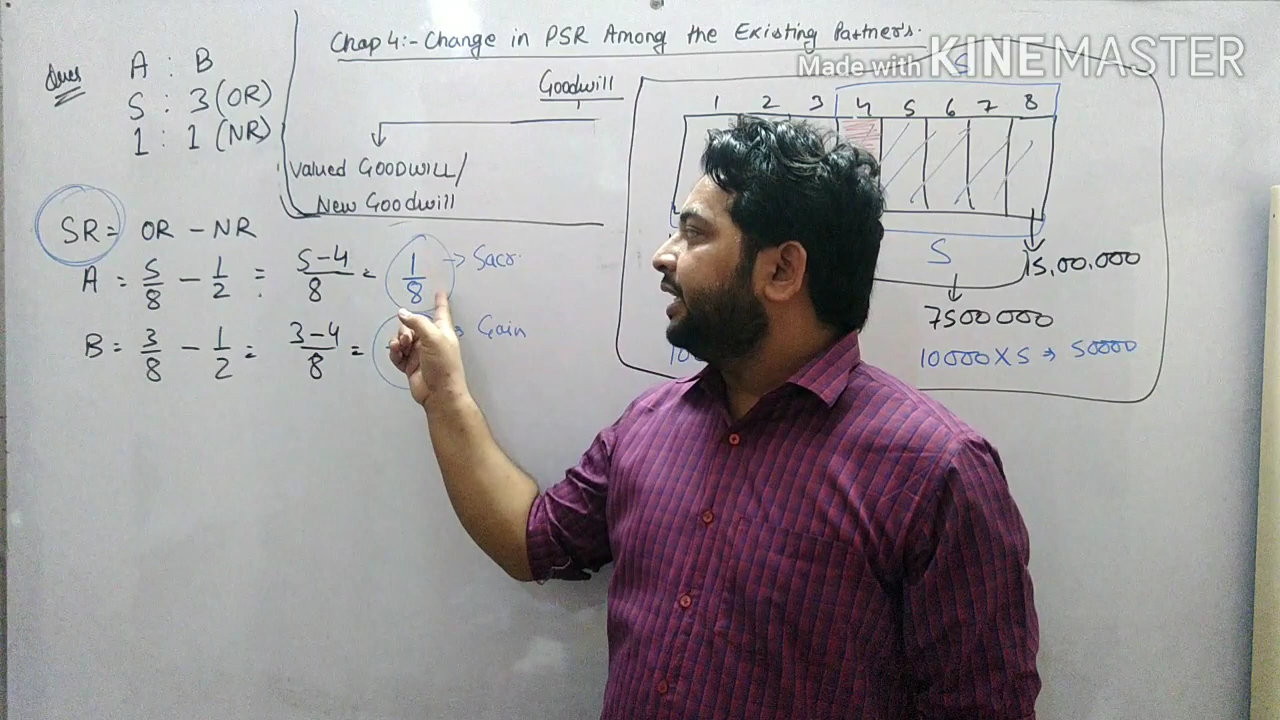 Chap 4:- Change in PSR Among the Existing Partner's.
Made with KINEMASTER
Ques
A : B
5 : 3 (OR)
1 : 1 (NR)
Goodwill
Valued GOODWILL/
New Goodwill
SR = OR - NR
A = 5/8 - 1/2 = 5-4/8 = 1/8 → Sacr.
B = 3/8 - 1/2 = 3-4/8 = Gain
5
1 2 3 4 5 6 7 8
5
15,00,000
7500000
10000 X 5 ⇒ 50000